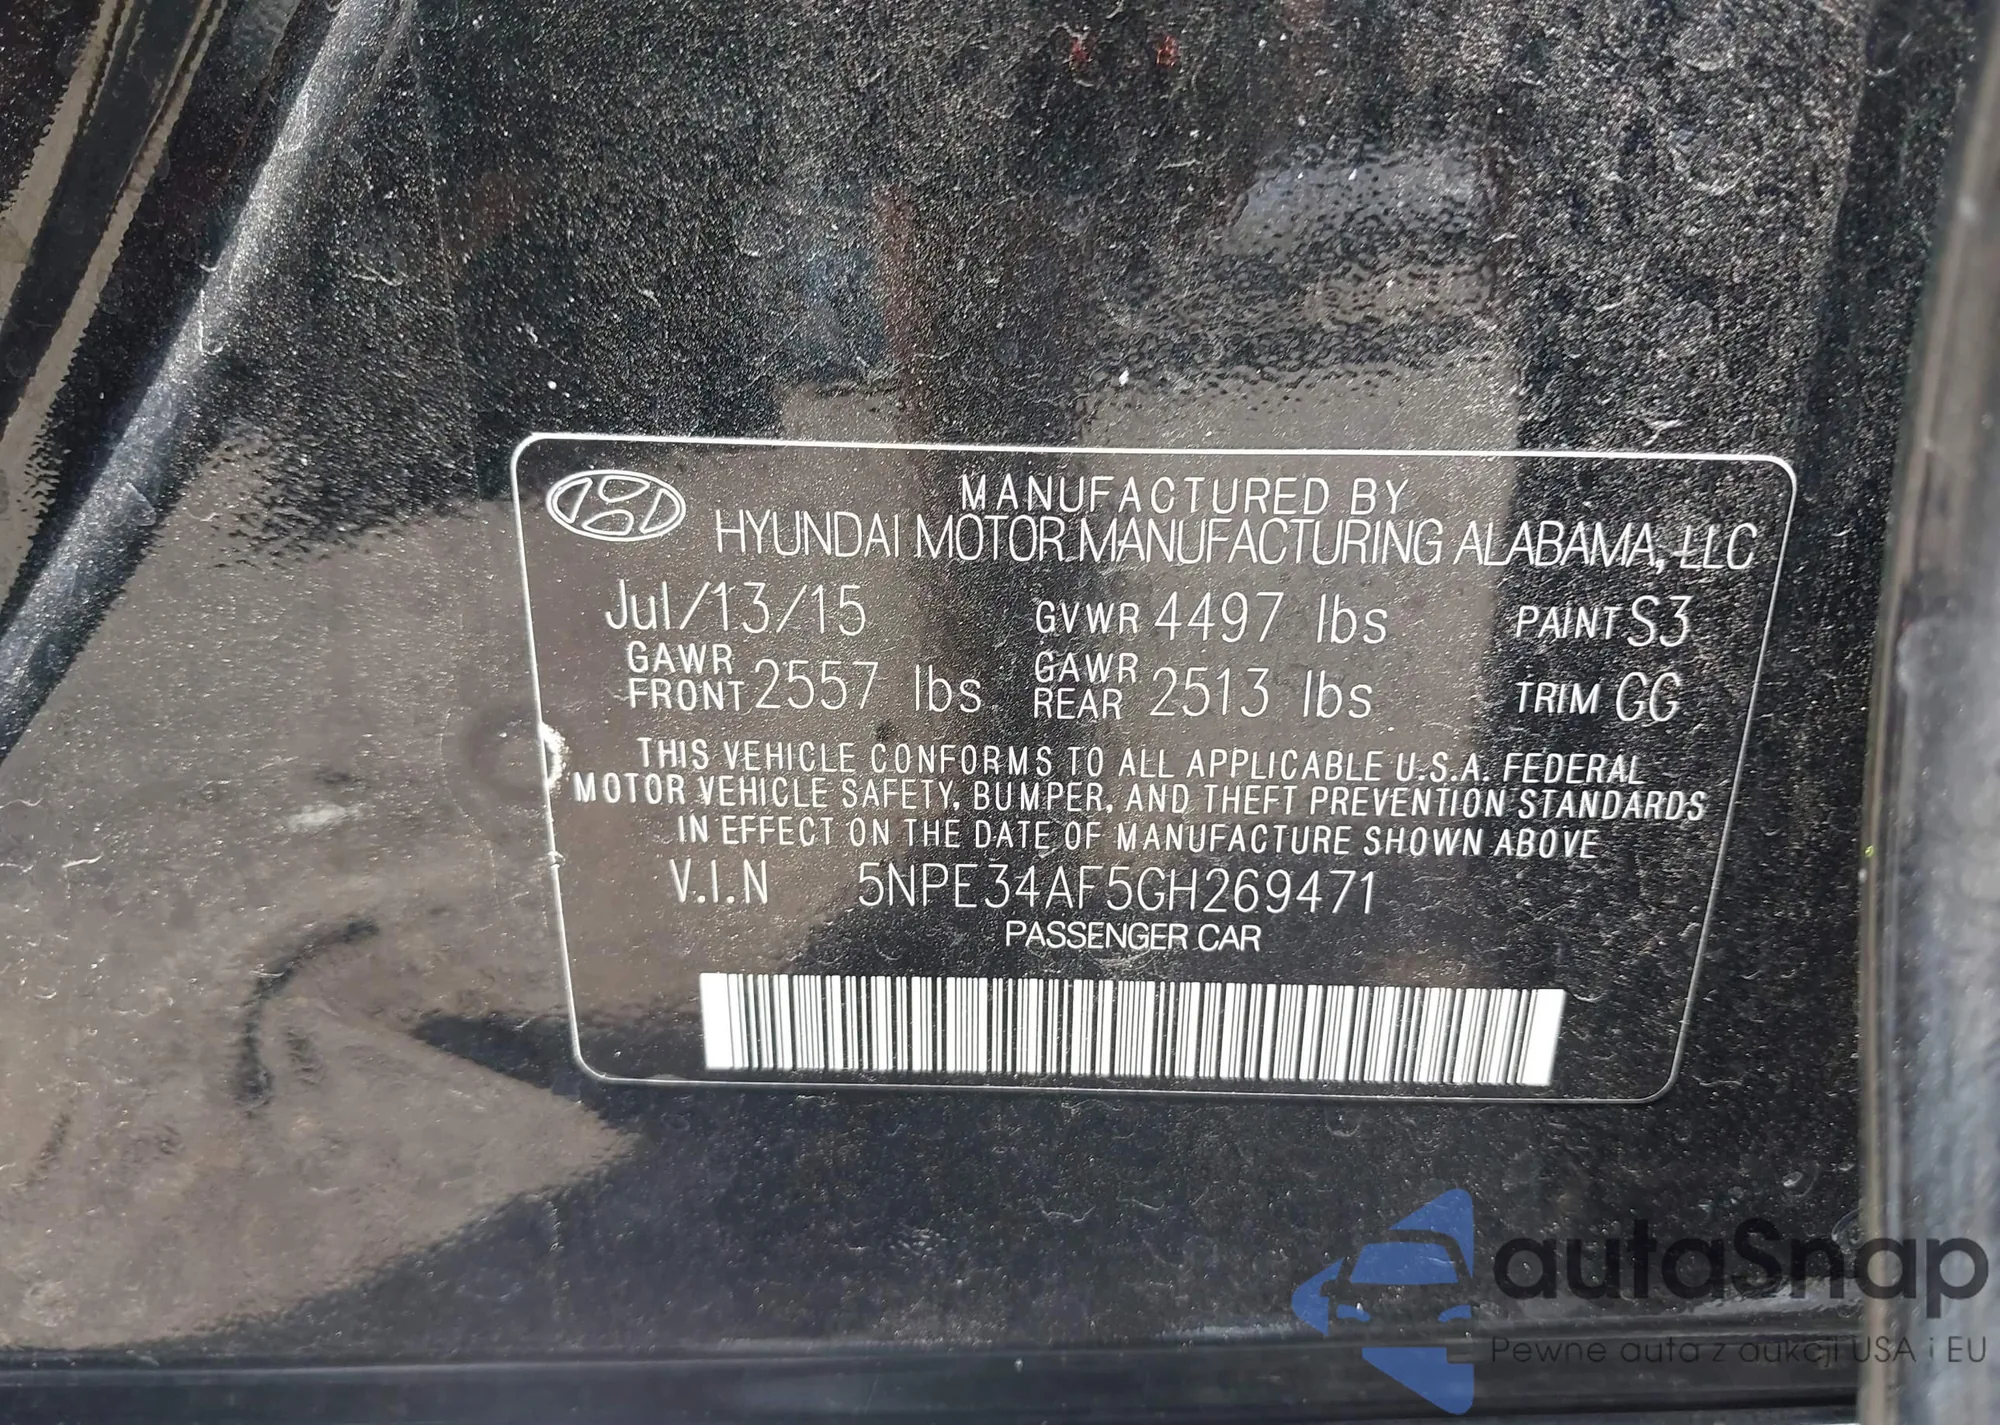 MANUFACTURED BY
HYUNDAI MOTOR MANUFACTURING ALABAMA, LLC
Jul/13/15 GVWR 4497 lbs PAINT S3
GAWR FRONT 2557 lbs GAWR REAR 2513 lbs TRIM GG
THIS VEHICLE CONFORMS TO ALL APPLICABLE U.S.A. FEDERAL
MOTOR VEHICLE SAFETY, BUMPER, AND THEFT PREVENTION STANDARDS
IN EFFECT ON THE DATE OF MANUFACTURE SHOWN ABOVE
V.I.N 5NPE34AF5GH269471
PASSENGER CAR
autaSnap
Pewne auta z aukcji USA i EU